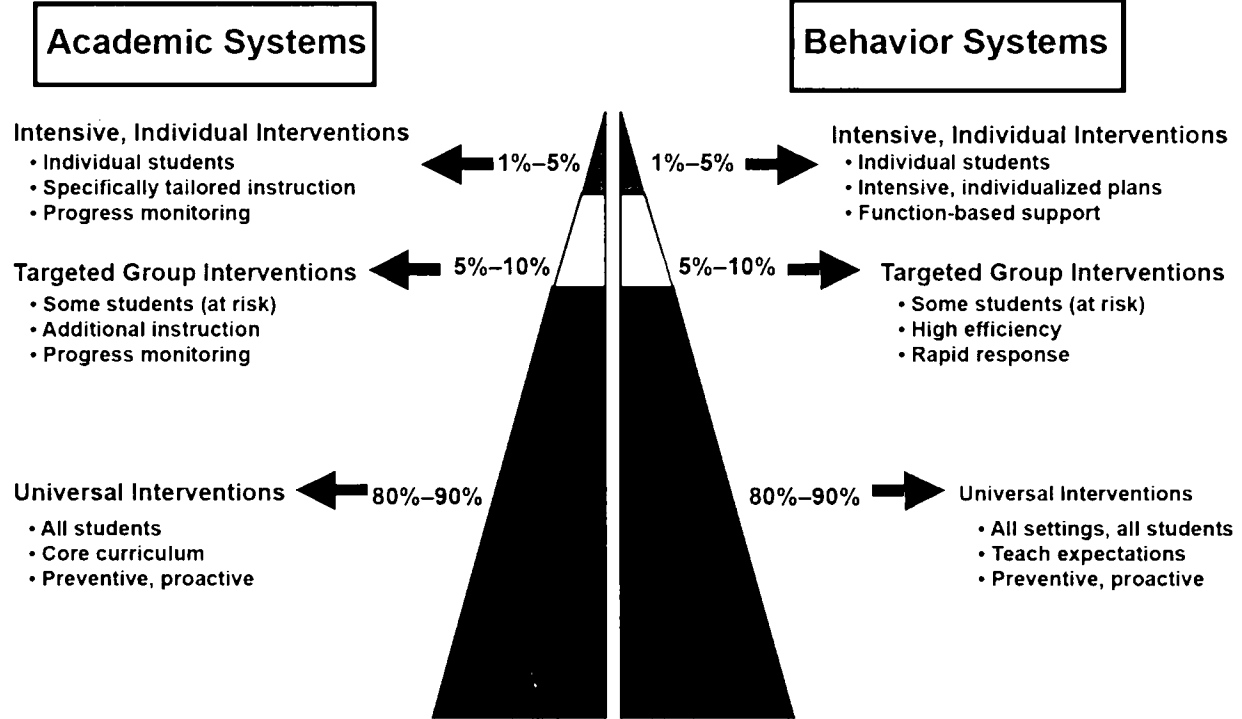 Academic Systems
Intensive, Individual Interventions
• Individual students
• Specifically tailored instruction
• Progress monitoring
1%–5%
Targeted Group Interventions
• Some students (at risk)
• Additional instruction
• Progress monitoring
5%–10%
Universal Interventions
• All students
• Core curriculum
• Preventive, proactive
80%–90%
Behavior Systems
1%–5%
Intensive, Individual Interventions
• Individual students
• Intensive, individualized plans
• Function-based support
5%–10%
Targeted Group Interventions
• Some students (at risk)
• High efficiency
• Rapid response
80%–90%
Universal Interventions
• All settings, all students
• Teach expectations
• Preventive, proactive